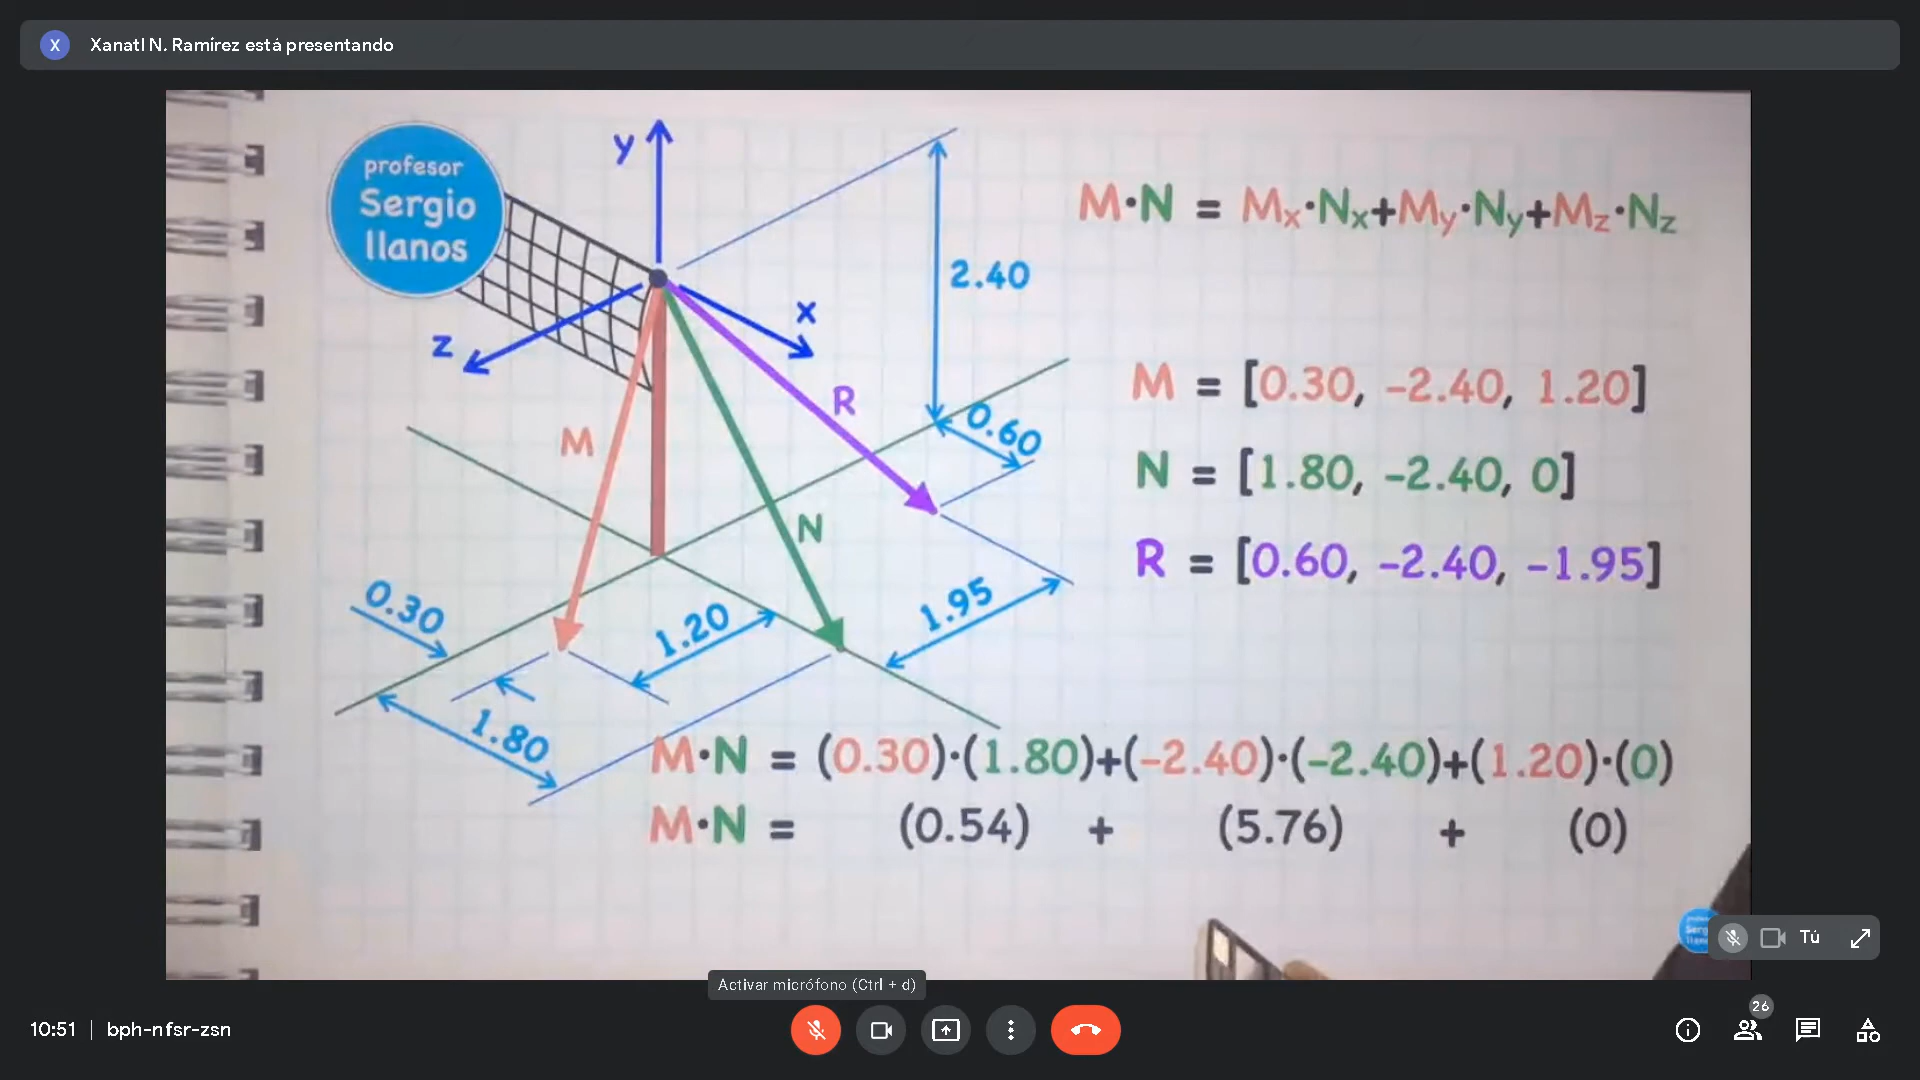 X Xanatl N. Ramírez está presentando
profesor
Sergio
llanos
y
x
z
2.40
M·N = Mx·Nx+My·Ny+Mz·Nz
M = [0.30, -2.40, 1.20]
R
0.60
M
N = [1.80, -2.40, 0]
N
R = [0.60, -2.40, -1.95]
0.30
1.20
1.95
1.80
M·N = (0.30)·(1.80)+(-2.40)·(-2.40)+(1.20)·(0)
M·N = (0.54) + (5.76) + (0)
Tú
Activar micrófono (Ctrl + d)
10:51 | bph-nfsr-zsn
26